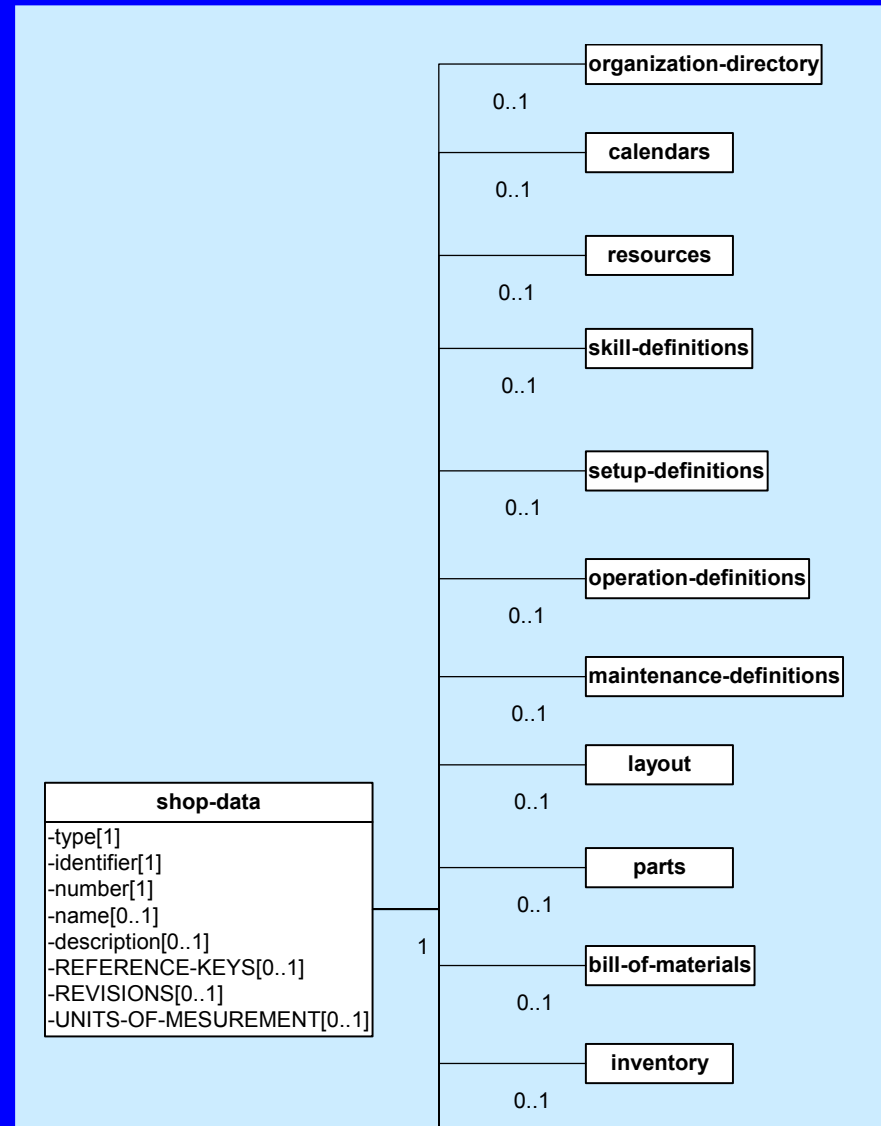 organization-directory
0..1
calendars
0..1
resources
0..1
skill-definitions
0..1
setup-definitions
0..1
operation-definitions
0..1
maintenance-definitions
0..1
layout
0..1
shop-data
-type[1]
-identifier[1]
-number[1]
-name[0..1]
-description[0..1]
-REFERENCE-KEYS[0..1]
-REVISIONS[0..1]
-UNITS-OF-MESUREMENT[0..1]
1
parts
0..1
bill-of-materials
0..1
inventory
0..1